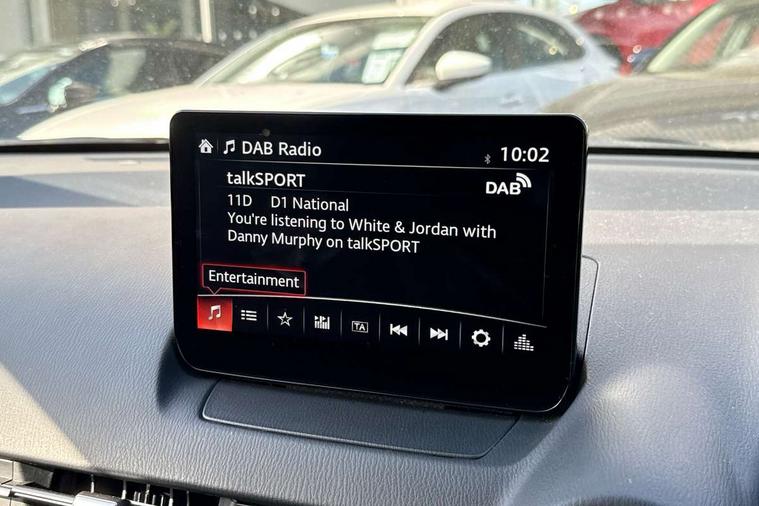 DAB Radio
10:02
talkSPORT
DAB
11D D1 National
You're listening to White & Jordan with
Danny Murphy on talkSPORT
Entertainment
TA